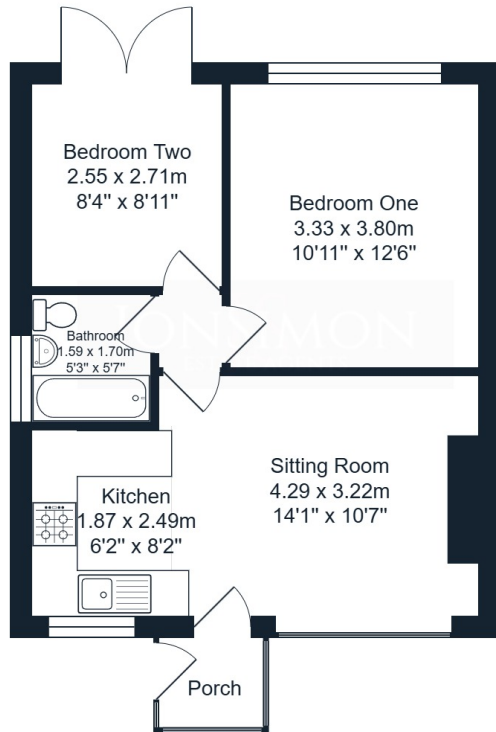 Bedroom Two
2.55 x 2.71m
8'4" x 8'11"
Bedroom One
3.33 x 3.80m
10'11" x 12'6"
Bathroom
1.59 x 1.70m
5'3" x 5'7"
Sitting Room
4.29 x 3.22m
14'1" x 10'7"
Kitchen
1.87 x 2.49m
6'2" x 8'2"
Porch